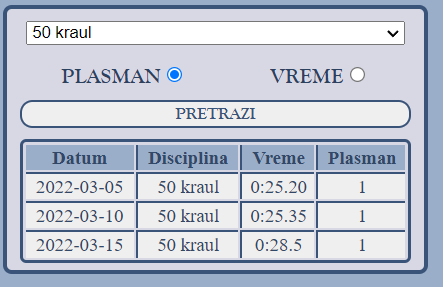 50 kraul
PLASMAN VREME
PRETRAZI
Datum Disciplina Vreme Plasman
2022-03-05 50 kraul 0:25.20 1
2022-03-10 50 kraul 0:25.35 1
2022-03-15 50 kraul 0:28.5 1